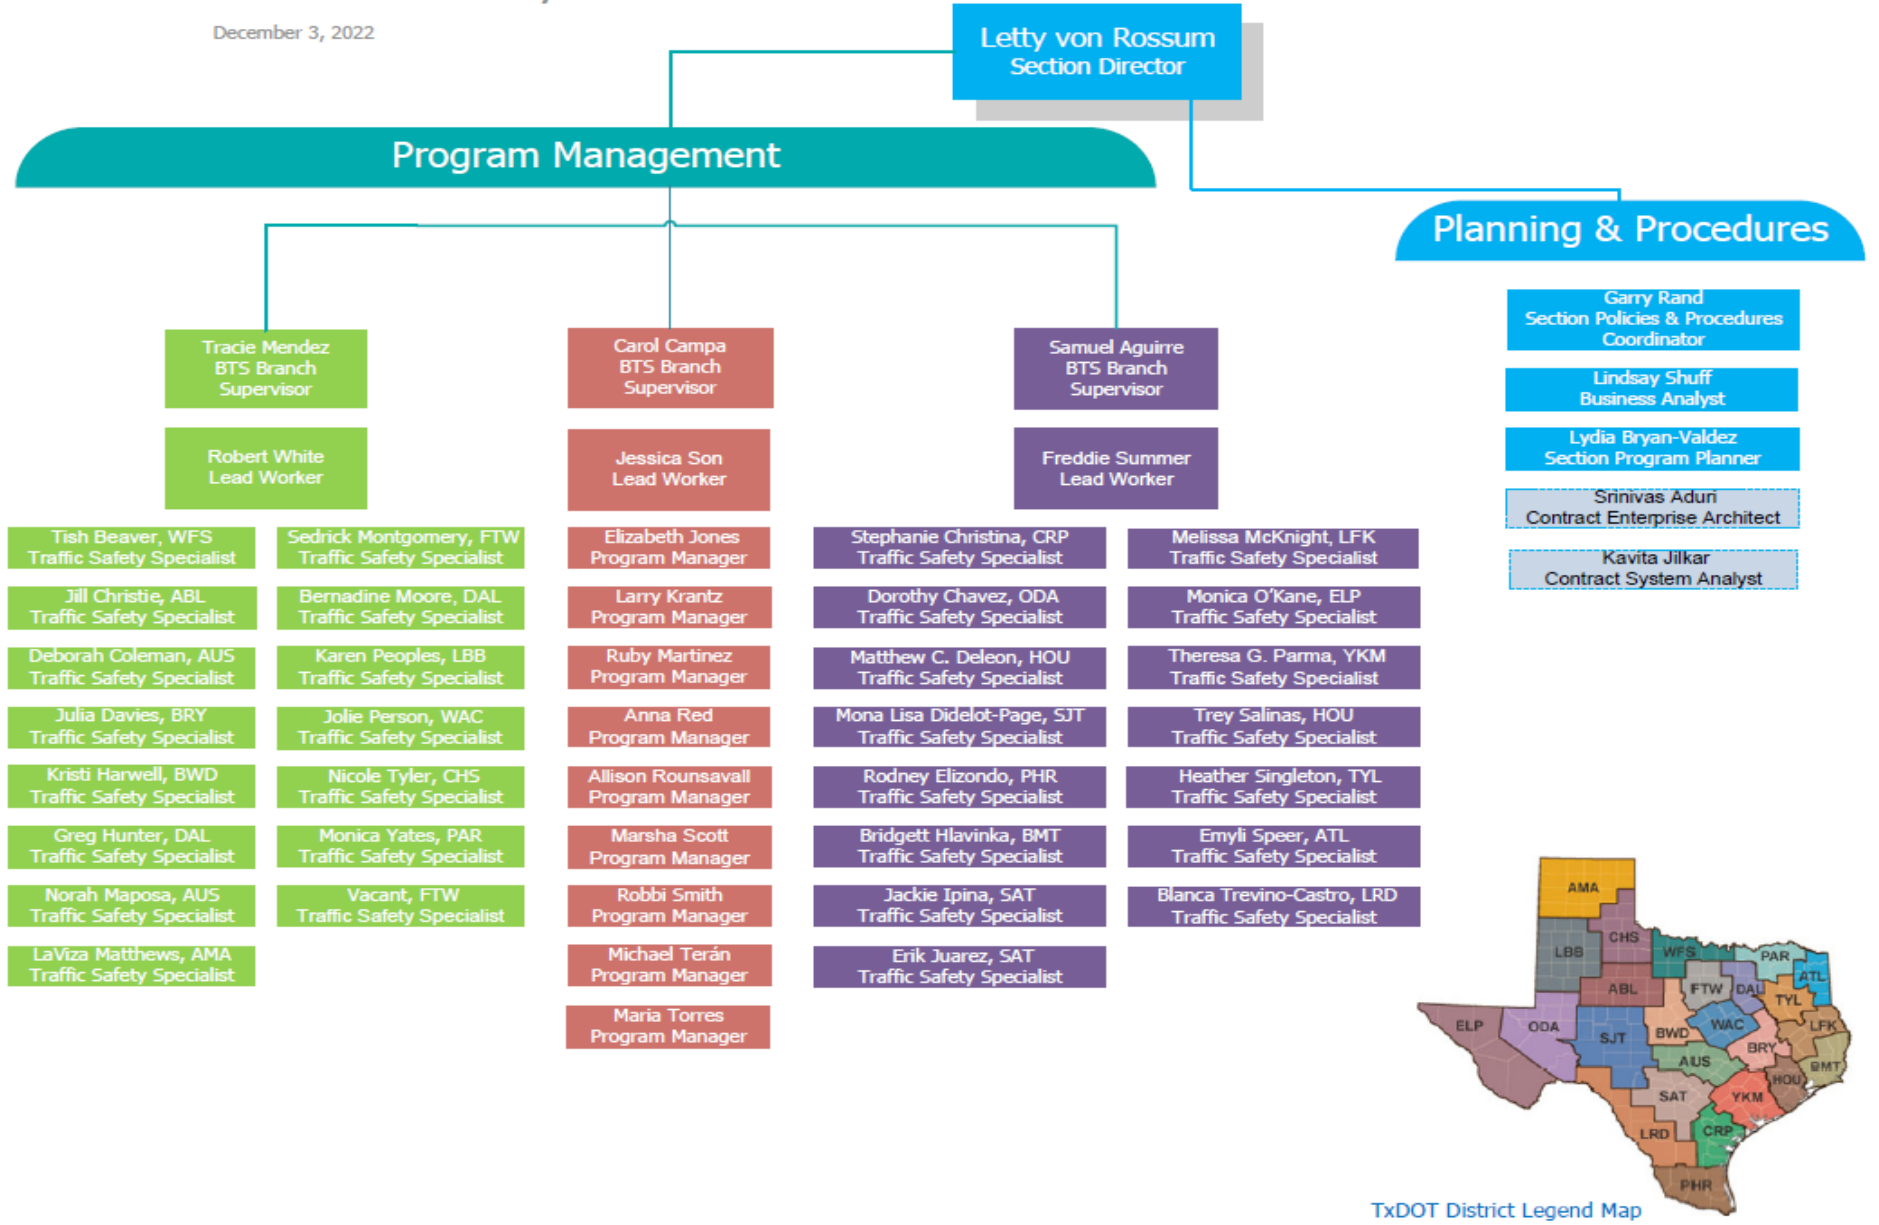 December 3, 2022
Letty von Rossum
Section Director
Program Management
Planning & Procedures
Tracie Mendez
BTS Branch
Supervisor
Robert White
Lead Worker
Tish Beaver, WFS
Traffic Safety Specialist
Jill Christie, ABL
Traffic Safety Specialist
Deborah Coleman, AUS
Traffic Safety Specialist
Julia Davies, BRY
Traffic Safety Specialist
Kristi Harwell, BWD
Traffic Safety Specialist
Greg Hunter, DAL
Traffic Safety Specialist
Norah Maposa, AUS
Traffic Safety Specialist
LaViza Matthews, AMA
Traffic Safety Specialist
Sedrick Montgomery, FTW
Traffic Safety Specialist
Bernadine Moore, DAL
Traffic Safety Specialist
Karen Peoples, LBB
Traffic Safety Specialist
Jolie Person, WAC
Traffic Safety Specialist
Nicole Tyler, CHS
Traffic Safety Specialist
Monica Yates, PAR
Traffic Safety Specialist
Vacant, FTW
Traffic Safety Specialist
Carol Campa
BTS Branch
Supervisor
Jessica Son
Lead Worker
Elizabeth Jones
Program Manager
Larry Krantz
Program Manager
Ruby Martinez
Program Manager
Anna Red
Program Manager
Allison Rounsavall
Program Manager
Marsha Scott
Program Manager
Robbi Smith
Program Manager
Michael Terán
Program Manager
Maria Torres
Program Manager
Samuel Aguirre
BTS Branch
Supervisor
Freddie Summer
Lead Worker
Stephanie Christina, CRP
Traffic Safety Specialist
Dorothy Chavez, ODA
Traffic Safety Specialist
Matthew C. Deleon, HOU
Traffic Safety Specialist
Mona Lisa Didelot-Page, SJT
Traffic Safety Specialist
Rodney Elizondo, PHR
Traffic Safety Specialist
Bridgett Hlavinka, BMT
Traffic Safety Specialist
Jackie Ipina, SAT
Traffic Safety Specialist
Erik Juarez, SAT
Traffic Safety Specialist
Melissa McKnight, LFK
Traffic Safety Specialist
Monica O'Kane, ELP
Traffic Safety Specialist
Theresa G. Parma, YKM
Traffic Safety Specialist
Trey Salinas, HOU
Traffic Safety Specialist
Heather Singleton, TYL
Traffic Safety Specialist
Emyli Speer, ATL
Traffic Safety Specialist
Blanca Trevino-Castro, LRD
Traffic Safety Specialist
Garry Rand
Section Policies & Procedures
Coordinator
Lindsay Shuff
Business Analyst
Lydia Bryan-Valdez
Section Program Planner
Srinivas Aduri
Contract Enterprise Architect
Kavita Jilkar
Contract System Analyst
AMA
CHS
LBB
WFS
PAR
ATL
ABL
FTW
DAL
TYL
ELP
ODA
SJT
BWD
WAC
LFK
BRY
AUS
BMT
HOU
SAT
YKM
LRD
CRP
PHR
TxDOT District Legend Map